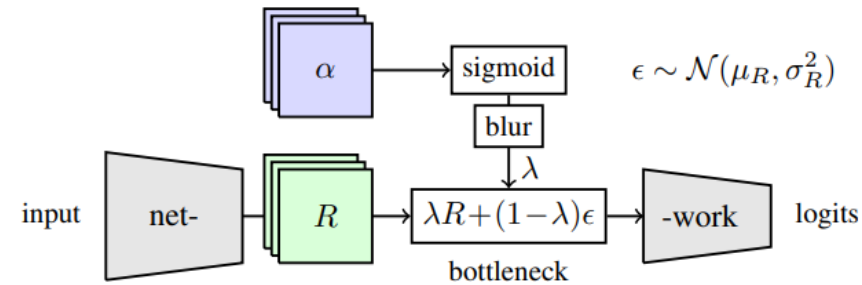 α
sigmoid
ϵ ∼ 𝒩(μ_R, σ_R^2)
blur
λ
input
net-
R
λR+(1−λ)ϵ
-work
logits
bottleneck